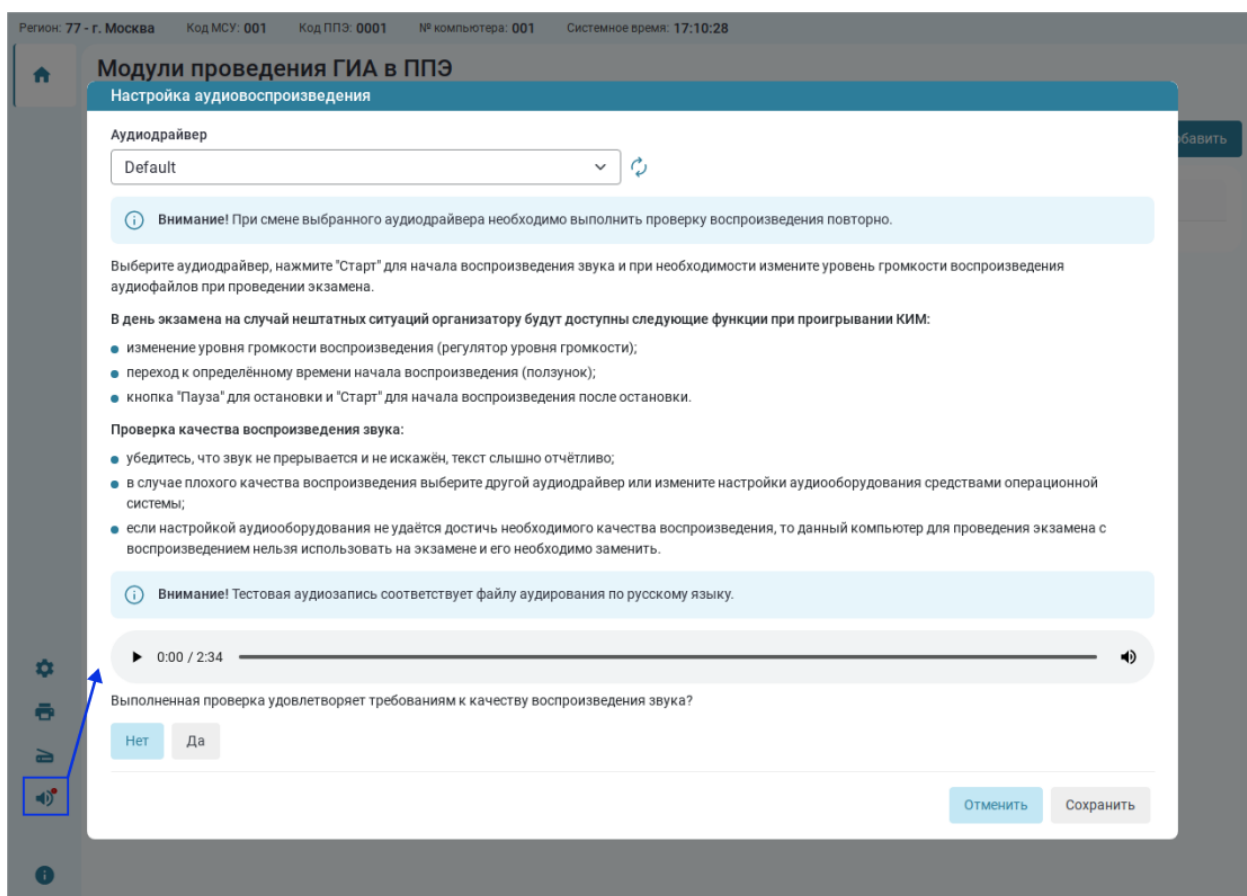 Регион: 77 - г. Москва Код МСУ: 001 Код ППЭ: 0001 № компьютера: 001 Системное время: 17:10:28
Модули проведения ГИА в ППЭ
Настройка аудиовоспроизведения
Аудиодрайвер
обавить
Default
Внимание! При смене выбранного аудиодрайвера необходимо выполнить проверку воспроизведения повторно.
Выберите аудиодрайвер, нажмите "Старт" для начала воспроизведения звука и при необходимости измените уровень громкости воспроизведения
аудиофайлов при проведении экзамена.
В день экзамена на случай нештатных ситуаций организатору будут доступны следующие функции при проигрывании КИМ:
изменение уровня громкости воспроизведения (регулятор уровня громкости);
переход к определённому времени начала воспроизведения (ползунок);
кнопка "Пауза" для остановки и "Старт" для начала воспроизведения после остановки.
Проверка качества воспроизведения звука:
убедитесь, что звук не прерывается и не искажён, текст слышно отчётливо;
в случае плохого качества воспроизведения выберите другой аудиодрайвер или измените настройки аудиооборудования средствами операционной
системы;
если настройкой аудиооборудования не удаётся достичь необходимого качества воспроизведения, то данный компьютер для проведения экзамена с
воспроизведением нельзя использовать на экзамене и его необходимо заменить.
Внимание! Тестовая аудиозапись соответствует файлу аудирования по русскому языку.
0:00 / 2:34
Выполненная проверка удовлетворяет требованиям к качеству воспроизведения звука?
Нет Да
Отменить Сохранить